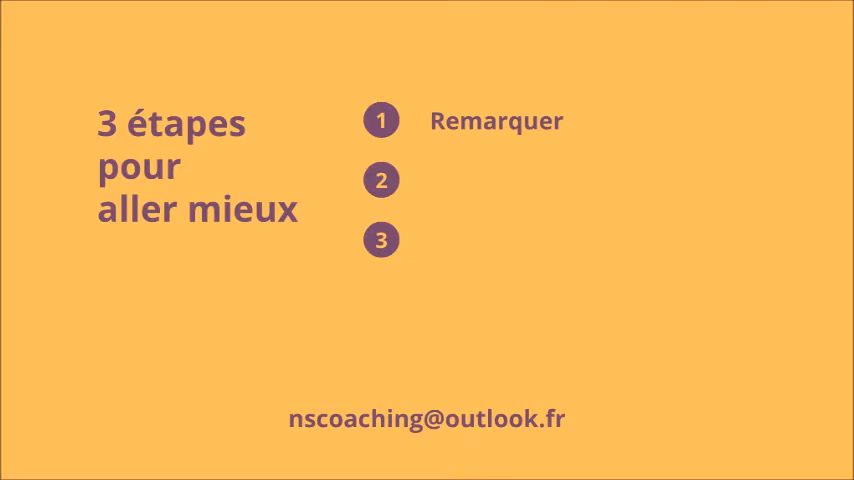 3 étapes
pour
aller mieux
1 Remarquer
2
3
nscoaching@outlook.fr